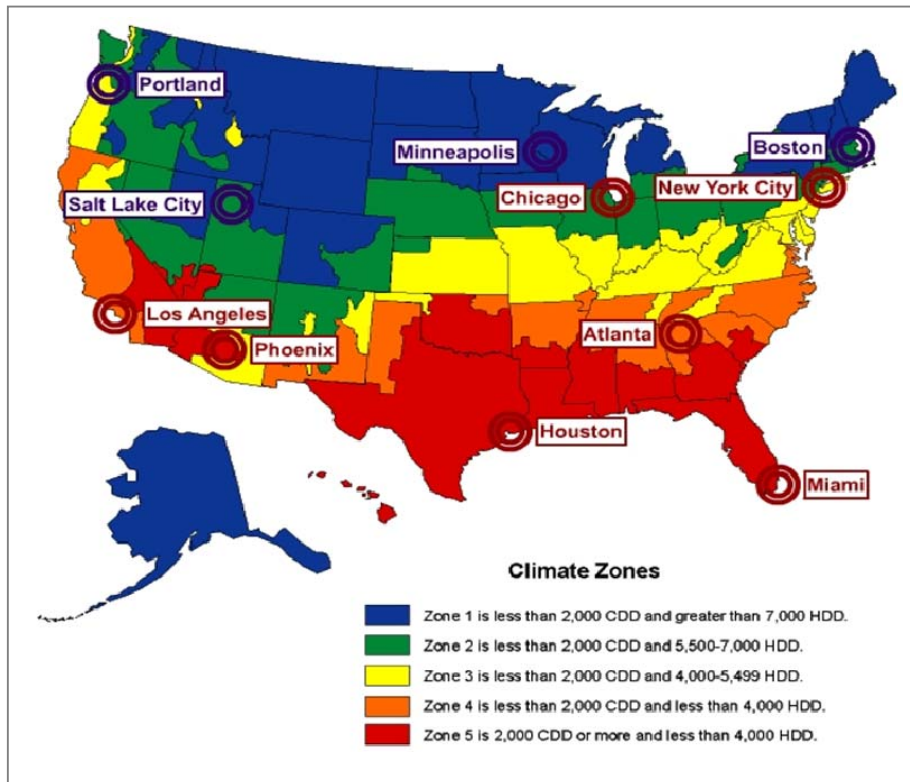 Portland
Minneapolis
Boston
Chicago
New York City
Salt Lake City
Los Angeles
Phoenix
Atlanta
Houston
Miami
Climate Zones
Zone 1 is less than 2,000 CDD and greater than 7,000 HDD.
Zone 2 is less than 2,000 CDD and 5,500-7,000 HDD.
Zone 3 is less than 2,000 CDD and 4,000-5,499 HDD.
Zone 4 is less than 2,000 CDD and less than 4,000 HDD.
Zone 5 is 2,000 CDD or more and less than 4,000 HDD.